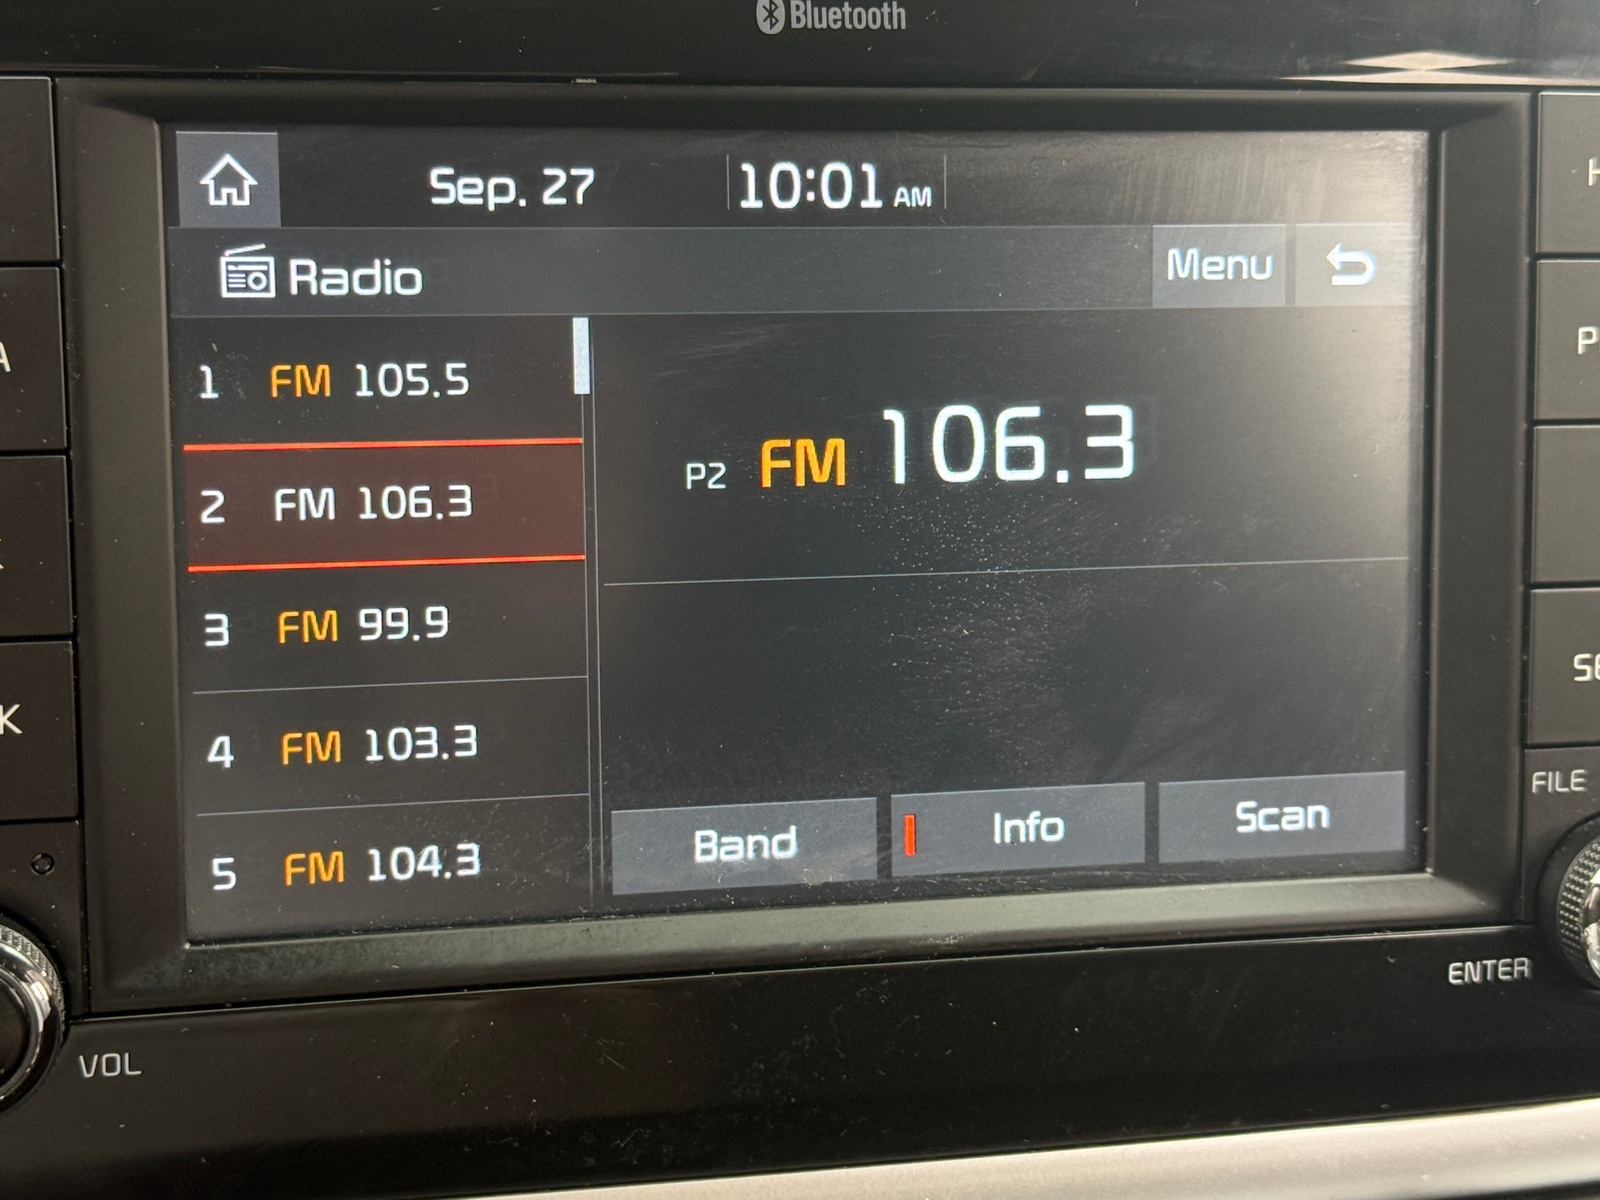 Bluetooth
Sep. 27
10:01 AM
Radio
Menu
1 FM 105.5
2 FM 106.3
3 FM 99.9
4 FM 103.3
5 FM 104.3
P2 FM 106.3
Band
Info
Scan
FILE
ENTER
VOL